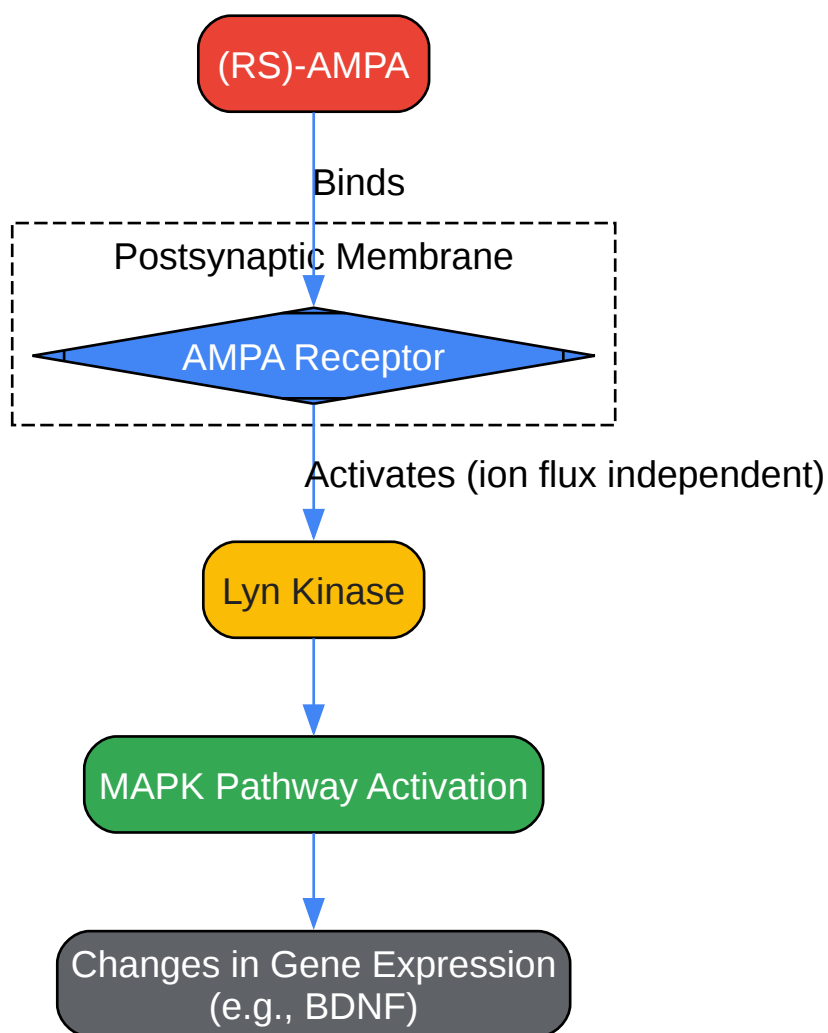 (RS)-AMPA
Binds
Postsynaptic Membrane
AMPA Receptor
Activates (ion flux independent)
Lyn Kinase
MAPK Pathway Activation
Changes in Gene Expression
(e.g., BDNF)